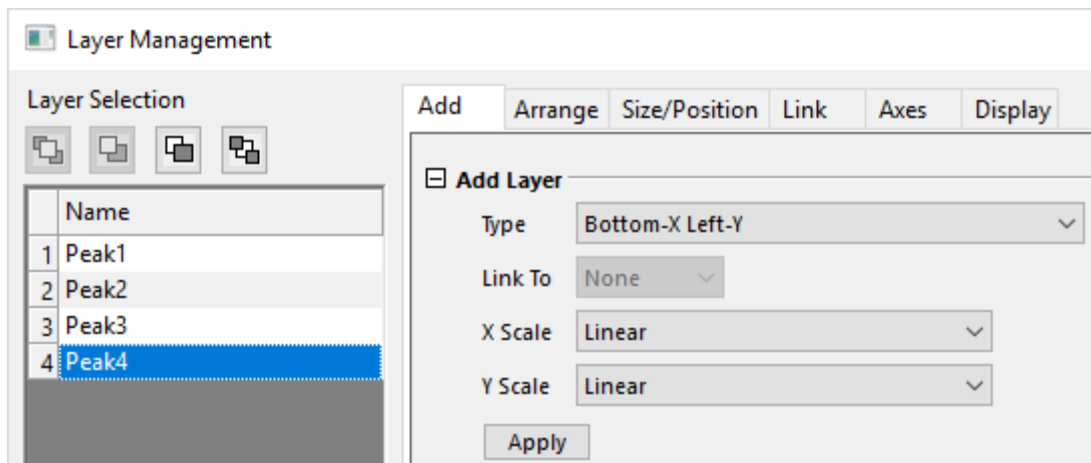 Layer Management
Layer Selection
Add Arrange Size/Position Link Axes Display
Add Layer
Name
Type Bottom-X Left-Y
1 Peak1
Link To None
2 Peak2
3 Peak3
X Scale Linear
4 Peak4
Y Scale Linear
Apply